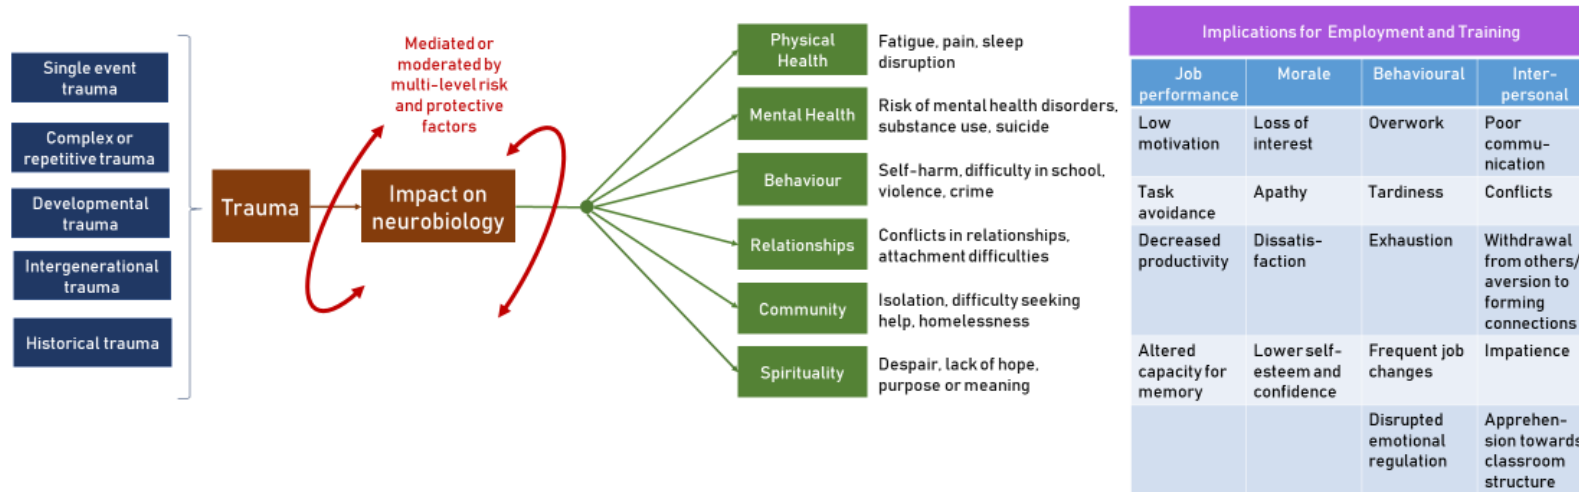 Single event
trauma
Complex or
repetitive trauma
Developmental
trauma
Intergenerational
trauma
Historical trauma
Trauma
Mediated or
moderated by
multi-level risk
and protective
factors
Impact on
neurobiology
Physical
Health
Fatigue, pain, sleep
disruption
Mental Health
Risk of mental health disorders,
substance use, suicide
Behaviour
Self-harm, difficulty in school,
violence, crime
Relationships
Conflicts in relationships,
attachment difficulties
Community
Isolation, difficulty seeking
help, homelessness
Spirituality
Despair, lack of hope,
purpose or meaning
Implications for Employment and Training
Job
performance
Morale
Behavioural
Inter-
personal
Low
motivation
Loss of
interest
Overwork
Poor
commu-
nication
Task
avoidance
Apathy
Tardiness
Conflicts
Decreased
productivity
Dissatis-
faction
Exhaustion
Withdrawal
from others/
aversion to
forming
connections
Altered
capacity for
memory
Lower self-
esteem and
confidence
Frequent job
changes
Impatience
Disrupted
emotional
regulation
Apprehen-
sion towards
classroom
structure